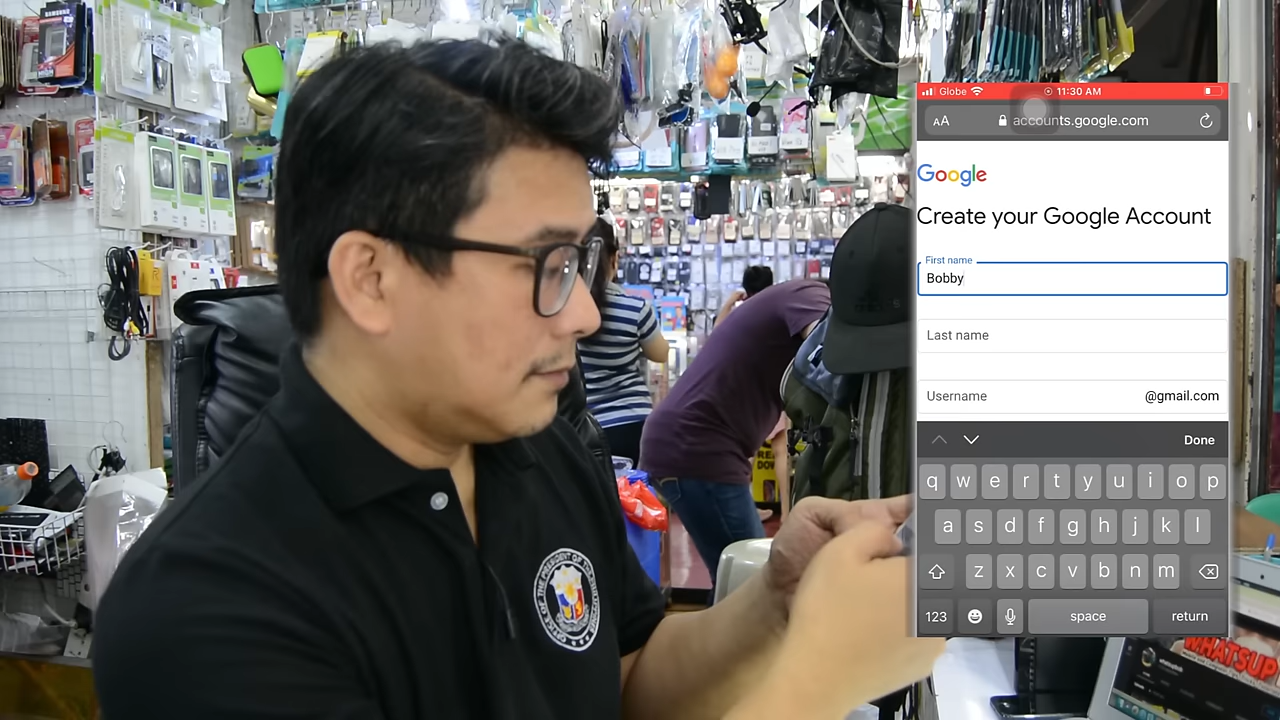 Globe
11:30 AM
AA
accounts.google.com
Google
Create your Google Account
First name
Bobby
Last name
Username
@gmail.com
Done
q w e r t y u i o p
a s d f g h j k l
z x c v b n m
123
space
return
WHATSUP